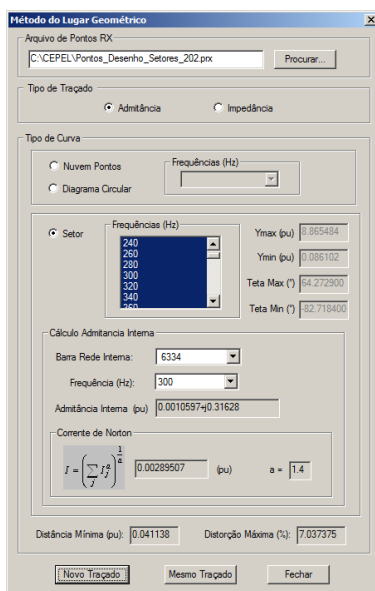 Método do Lugar Geométrico
Arquivo de Pontos RX
C:\CEPEL\Pontos_Desenho_Setores_202.prx Procurar...
Tipo de Traçado
Admitância Impedância
Tipo de Curva
Nuvem Pontos Frequências (Hz)
Diagrama Circular
Setor Frequências (Hz)
240
260
280
300
320
340
360
Ymax (pu) 8.865484
Ymin (pu) 0.086102
Teta Max (°) 64.272900
Teta Min (°) -82.718400
Cálculo Admitancia Interna
Barra Rede Interna: 6334
Frequência (Hz): 300
Admitância Interna (pu) 0.0010597+j0.31628
Corrente de Norton
I = (∑j Ija)1/a 0.00289507 (pu) a = 1.4
Distância Mínima (pu): 0.041138 Distorção Máxima (%): 7.037375
Novo Traçado Mesmo Traçado Fechar